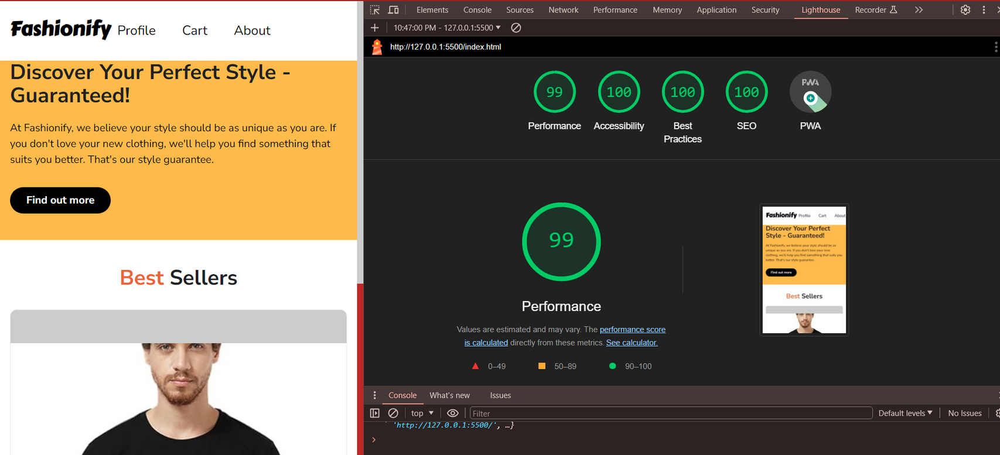 Fashionify Profile Cart About
Discover Your Perfect Style -
Guaranteed!
At Fashionify, we believe your style should be as unique as you are. If
you don't love your new clothing, we'll help you find something that
suits you better. That's our style guarantee.
Find out more
Best Sellers
Elements Console Sources Network Performance Memory Application Security Lighthouse Recorder
10:47:00 PM - 127.0.0.1:5500
http://127.0.0.1:5500/index.html
99 100 100 100 PWA
Performance Accessibility Best Practices SEO PWA
99
Performance
Values are estimated and may vary. The performance score
is calculated directly from these metrics. See calculator.
0–49 50–89 90–100
Fashionify Profile Cart About
Discover Your Perfect
Style - Guaranteed!
At Fashionify, we believe your style should be as
unique as you are. If you don't love your new
clothing, we'll help you find something that suits you
better. That's our style guarantee.
Find out more
Best Sellers
Console What's new Issues
top Filter Default levels No Issues
'http://127.0.0.1:5500/', …}